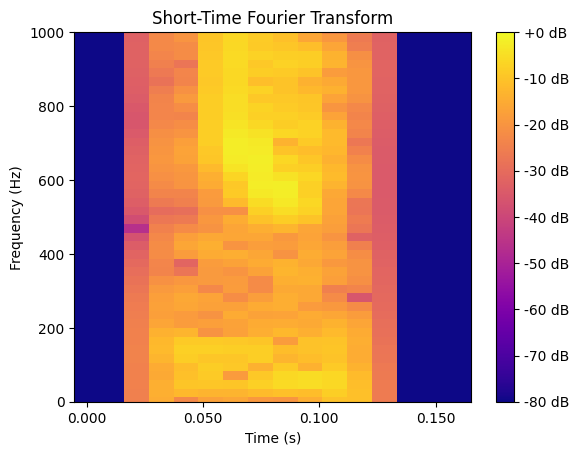 Short-Time Fourier Transform
Frequency (Hz)
1000
800
600
400
200
0
0.000 0.050 0.100 0.150
Time (s)
+0 dB
-10 dB
-20 dB
-30 dB
-40 dB
-50 dB
-60 dB
-70 dB
-80 dB